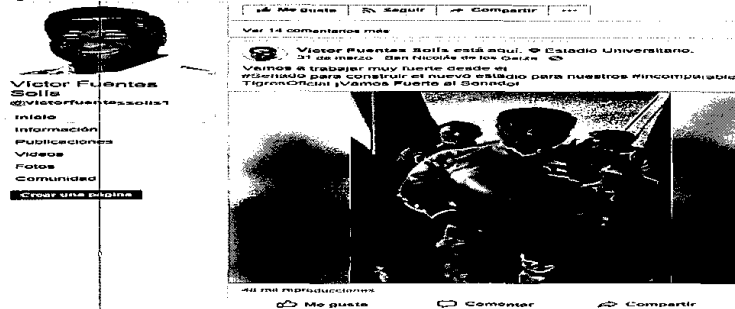 Me gusta Seguir Compartir ...
Ver 14 comentarios más
Víctor Fuentes Solís está aquí. Estadio Universitario.
31 de marzo San Nicolás de los Garza
Vamos a trabajar muy fuerte desde el
#Senado para construir el nuevo estadio para nuestros #Incomparable
TigresOficial ¡Vamos Fuerte al Senado!
Víctor Fuentes
Solís
@Victorfuentessolis1
Inicio
Información
Publicaciones
Videos
Fotos
Comunidad
Crear una página
48 mil reproducciones
Me gusta Comentar Compartir